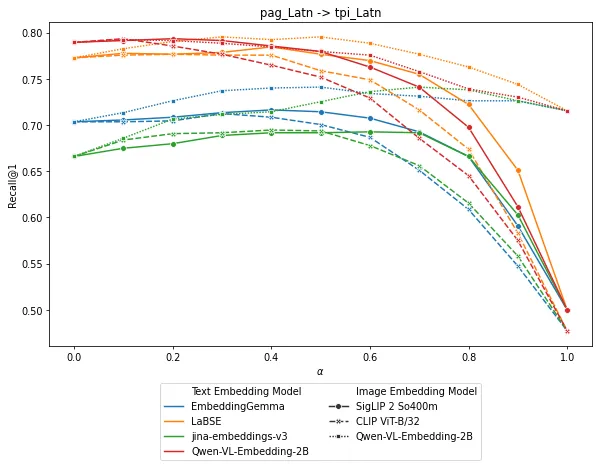 pag_Latn -> tpi_Latn
Recall@1
0.80
0.75
0.70
0.65
0.60
0.55
0.50
0.0
0.2
0.4
0.6
0.8
1.0
α
Text Embedding Model
EmbeddingGemma
LaBSE
jina-embeddings-v3
Qwen-VL-Embedding-2B
Image Embedding Model
SigLIP 2 So400m
CLIP ViT-B/32
Qwen-VL-Embedding-2B